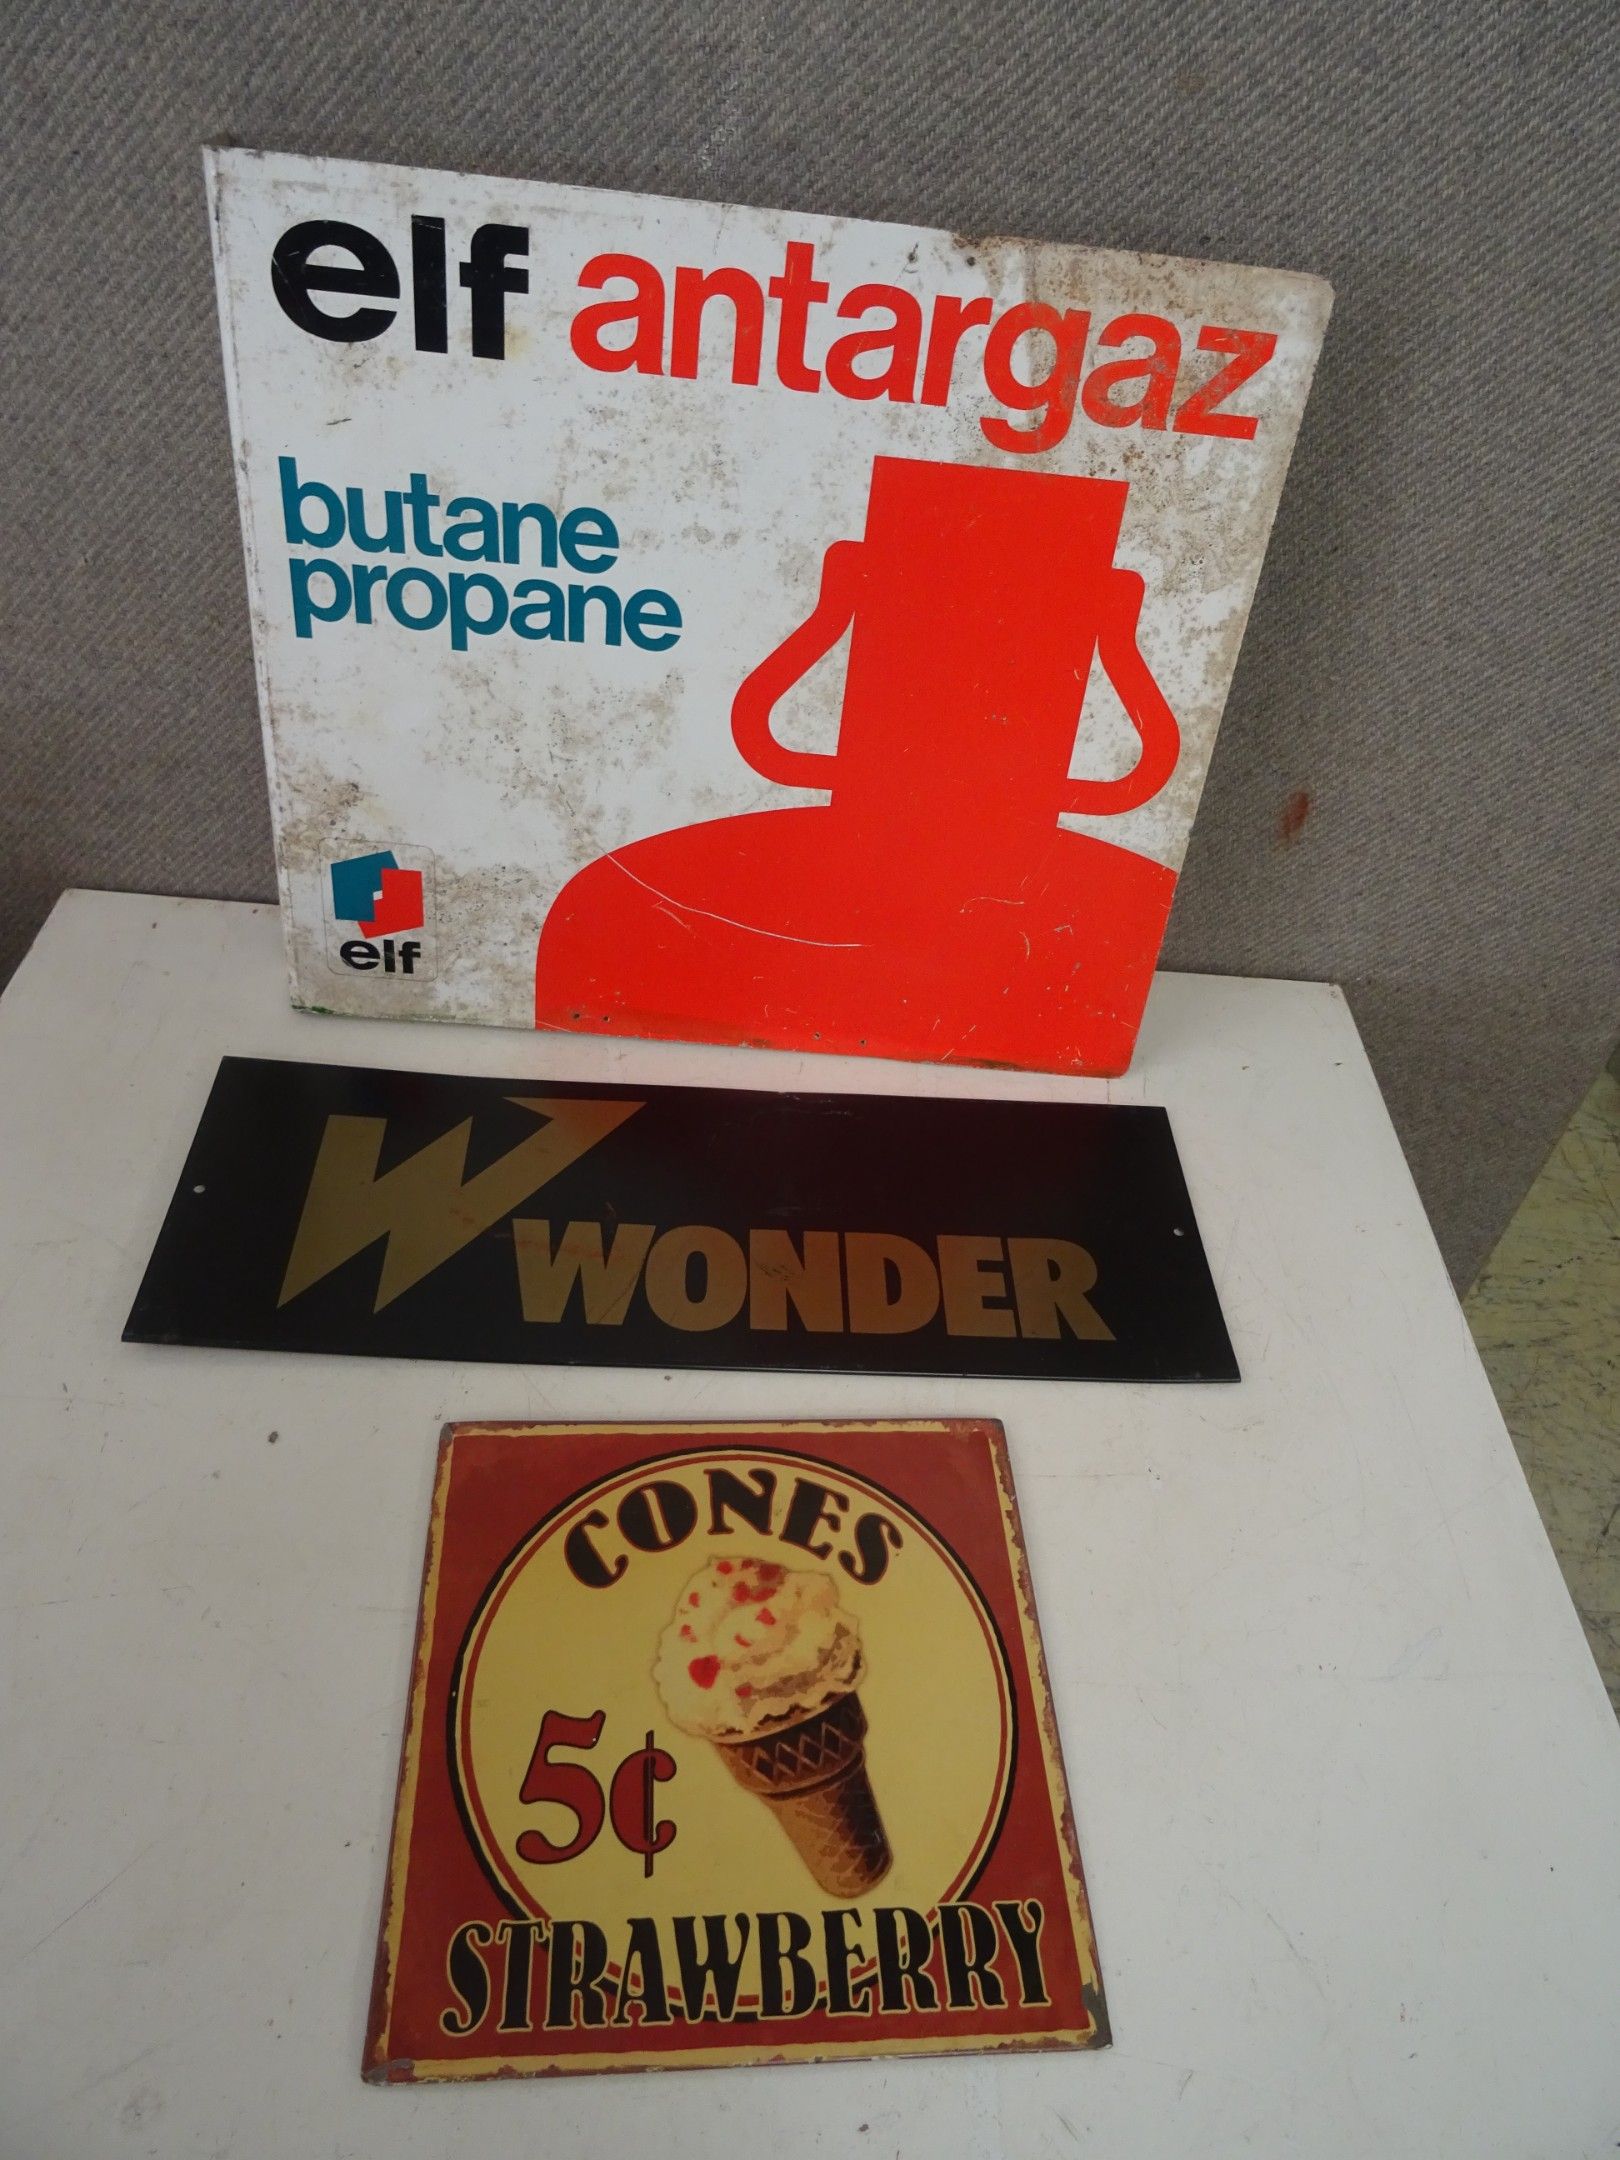 elf antargaz
butane
propane
elf
W
WONDER
CONES
5¢
STRAWBERRY